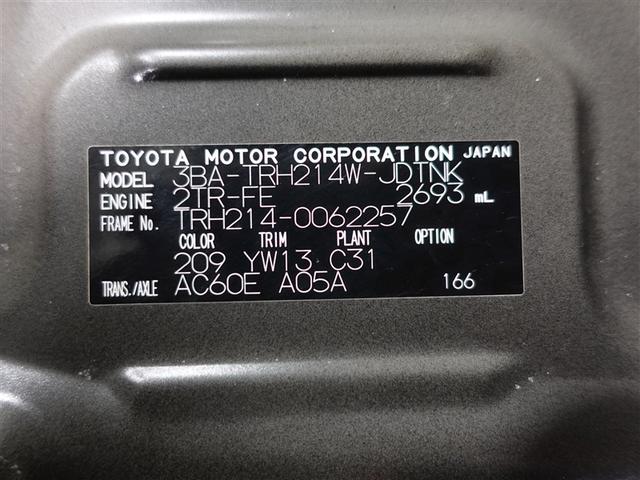 TOYOTA MOTOR CORPORATION JAPAN
MODEL 3BA-TRH214W-JDTNK
ENGINE 2TR-FE 2693 mL
FRAME No. TRH214-0062257
COLOR TRIM PLANT OPTION
209 YW13 C31
TRANS./AXLE AC60E A05A 166